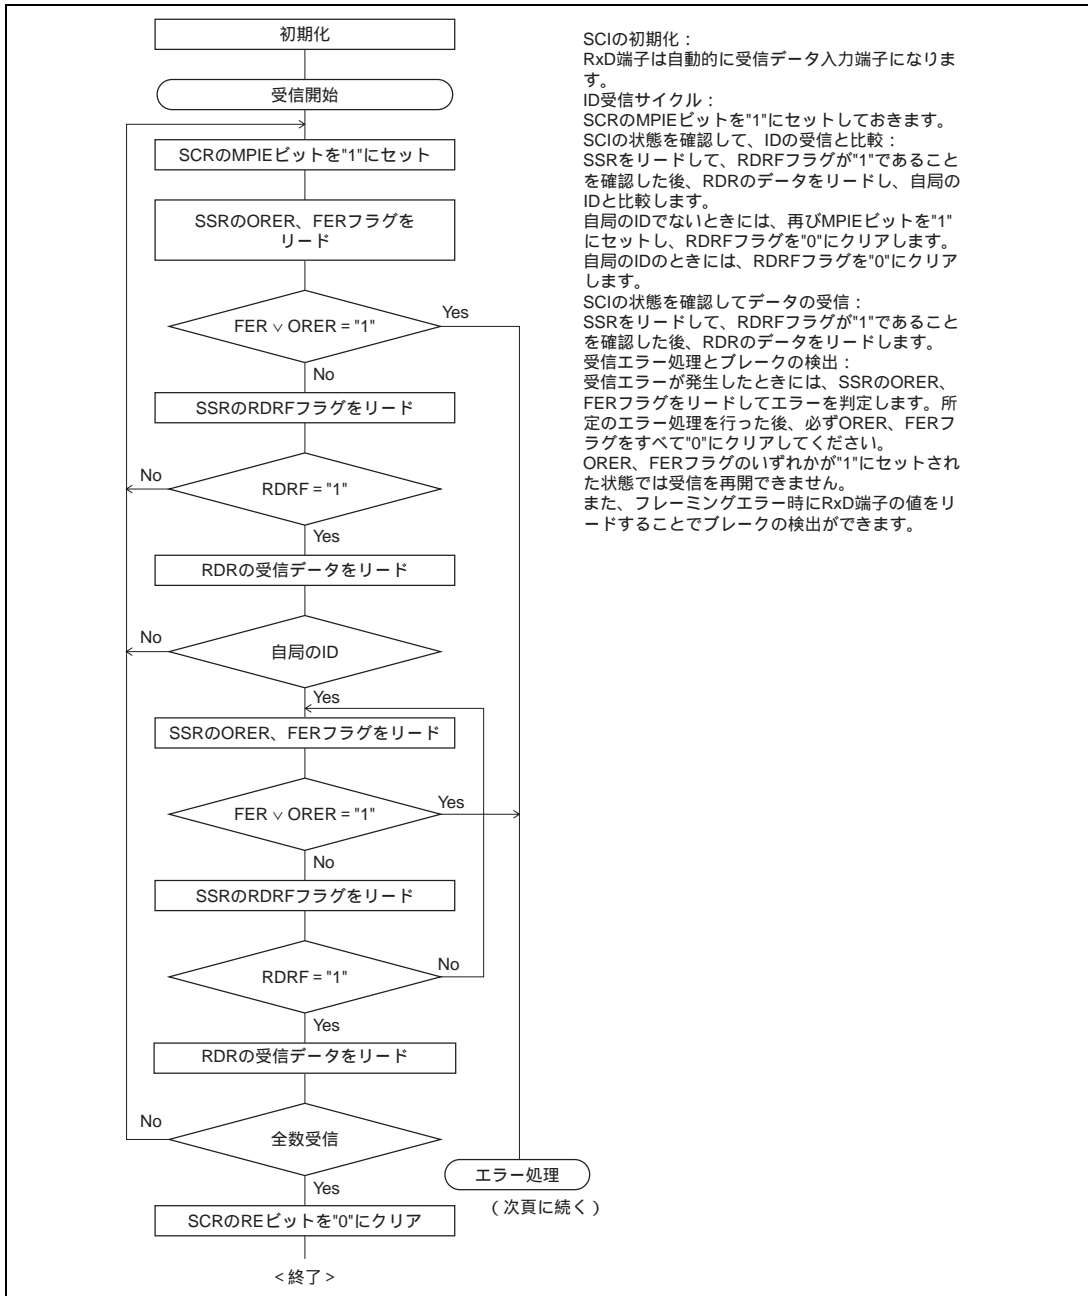 初期化
受信開始
SCRのMPIEビットを"1"にセット
SSRのORER、FERフラグを
リード
FER ∨ ORER = "1"
Yes
No
SSRのRDRFフラグをリード
RDRF = "1"
No
Yes
RDRの受信データをリード
自局のID
No
Yes
SSRのORER、FERフラグをリード
FER ∨ ORER = "1"
Yes
No
SSRのRDRFフラグをリード
RDRF = "1"
No
Yes
RDRの受信データをリード
全数受信
No
Yes
SCRのREビットを"0"にクリア
<終了>
エラー処理
(次頁に続く)
SCIの初期化：
RxD端子は自動的に受信データ入力端子になりま
す。
ID受信サイクル：
SCRのMPIEビットを"1"にセットしておきます。
SCIの状態を確認して、IDの受信と比較：
SSRをリードして、RDRFフラグが"1"であること
を確認した後、RDRのデータをリードし、自局の
IDと比較します。
自局のIDでないときには、再びMPIEビットを"1"
にセットし、RDRFフラグを"0"にクリアします。
自局のIDのときには、RDRFフラグを"0"にクリア
します。
SCIの状態を確認してデータの受信：
SSRをリードして、RDRFフラグが"1"であること
を確認した後、RDRのデータをリードします。
受信エラー処理とブレークの検出：
受信エラーが発生したときには、SSRのORER、
FERフラグをリードしてエラーを判定します。所
定のエラー処理を行った後、必ずORER、FERフ
ラグをすべて"0"にクリアしてください。
ORER、FERフラグのいずれかが"1"にセットされ
た状態では受信を再開できません。
また、フレーミングエラー時にRxD端子の値をリ
ードすることでブレークの検出ができます。